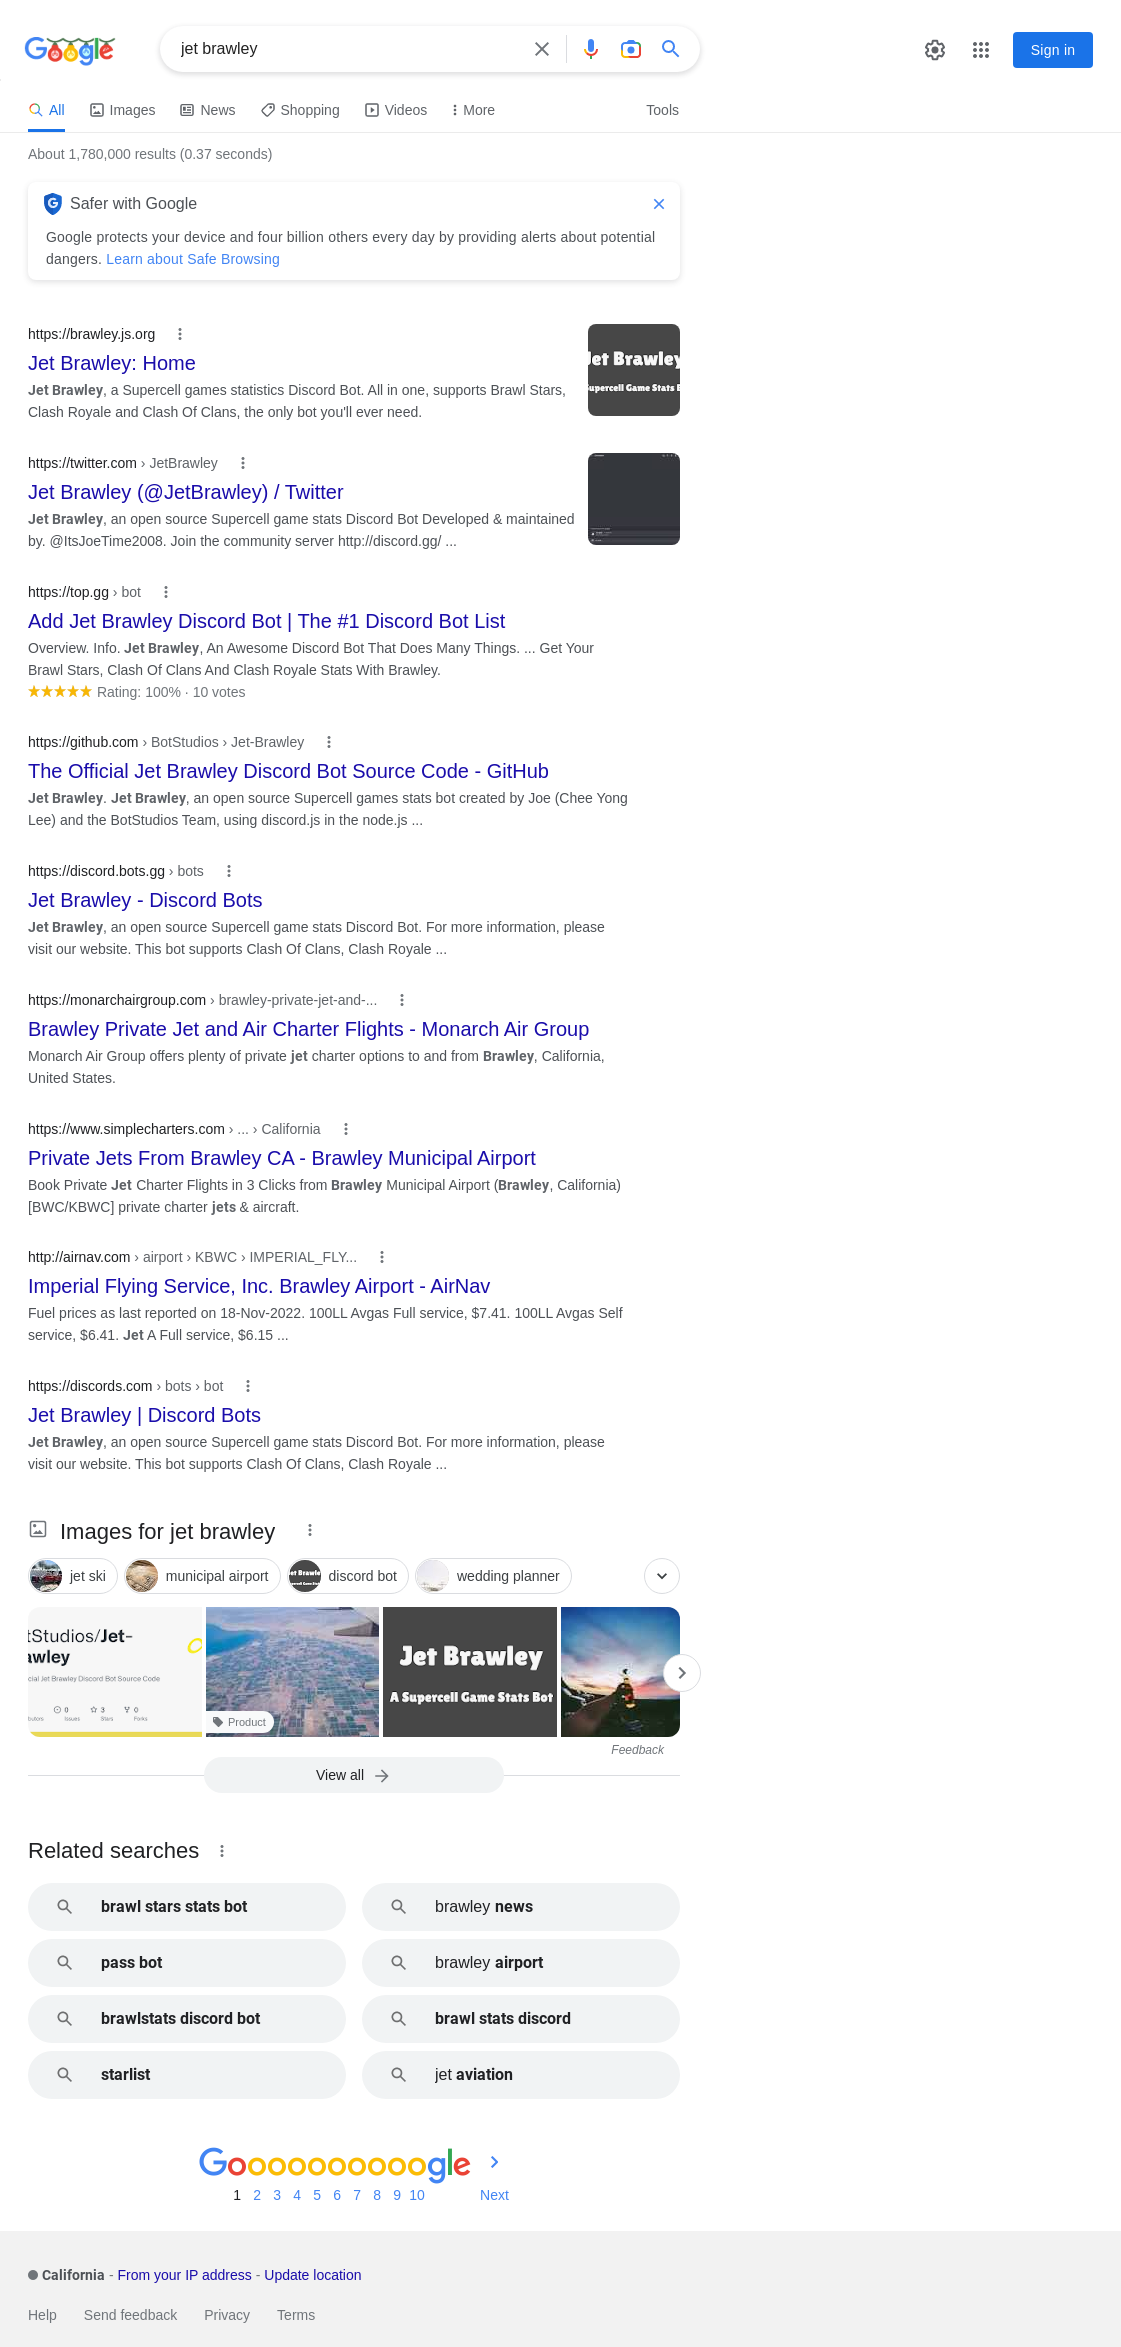 Google
jet brawley
Sign in
All
Images
News
Shopping
Videos
More
Tools
About 1,780,000 results (0.37 seconds)
Safer with Google
Google protects your device and four billion others every day by providing alerts about potential
dangers. Learn about Safe Browsing
https://brawley.js.org
Jet Brawley: Home
Jet Brawley, a Supercell games statistics Discord Bot. All in one, supports Brawl Stars,
Clash Royale and Clash Of Clans, the only bot you'll ever need.
Jet Brawley
Supercell Game Stats B
https://twitter.com › JetBrawley
Jet Brawley (@JetBrawley) / Twitter
Jet Brawley, an open source Supercell game stats Discord Bot Developed & maintained
by. @ItsJoeTime2008. Join the community server http://discord.gg/ ...
https://top.gg › bot
Add Jet Brawley Discord Bot | The #1 Discord Bot List
Overview. Info. Jet Brawley, An Awesome Discord Bot That Does Many Things. ... Get Your
Brawl Stars, Clash Of Clans And Clash Royale Stats With Brawley.
Rating: 100% · 10 votes
https://github.com › BotStudios › Jet-Brawley
The Official Jet Brawley Discord Bot Source Code - GitHub
Jet Brawley. Jet Brawley, an open source Supercell games stats bot created by Joe (Chee Yong
Lee) and the BotStudios Team, using discord.js in the node.js ...
https://discord.bots.gg › bots
Jet Brawley - Discord Bots
Jet Brawley, an open source Supercell game stats Discord Bot. For more information, please
visit our website. This bot supports Clash Of Clans, Clash Royale ...
https://monarchairgroup.com › brawley-private-jet-and-...
Brawley Private Jet and Air Charter Flights - Monarch Air Group
Monarch Air Group offers plenty of private jet charter options to and from Brawley, California,
United States.
https://www.simplecharters.com › ... › California
Private Jets From Brawley CA - Brawley Municipal Airport
Book Private Jet Charter Flights in 3 Clicks from Brawley Municipal Airport (Brawley, California)
[BWC/KBWC] private charter jets & aircraft.
http://airnav.com › airport › KBWC › IMPERIAL_FLY...
Imperial Flying Service, Inc. Brawley Airport - AirNav
Fuel prices as last reported on 18-Nov-2022. 100LL Avgas Full service, $7.41. 100LL Avgas Self
service, $6.41. Jet A Full service, $6.15 ...
https://discords.com › bots › bot
Jet Brawley | Discord Bots
Jet Brawley, an open source Supercell game stats Discord Bot. For more information, please
visit our website. This bot supports Clash Of Clans, Clash Royale ...
Images for jet brawley
jet ski
municipal airport
discord bot
wedding planner
tStudios/Jet-
awley
cial Jet Brawley Discord Bot Source Code
0 3 0
butors Issues Stars Forks
Product
Jet Brawley
A Supercell Game Stats Bot
Feedback
View all
Related searches
brawl stars stats bot
brawley news
pass bot
brawley airport
brawlstats discord bot
brawl stats discord
starlist
jet aviation
Goooooooooogle
1 2 3 4 5 6 7 8 9 10 Next
California - From your IP address - Update location
Help Send feedback Privacy Terms